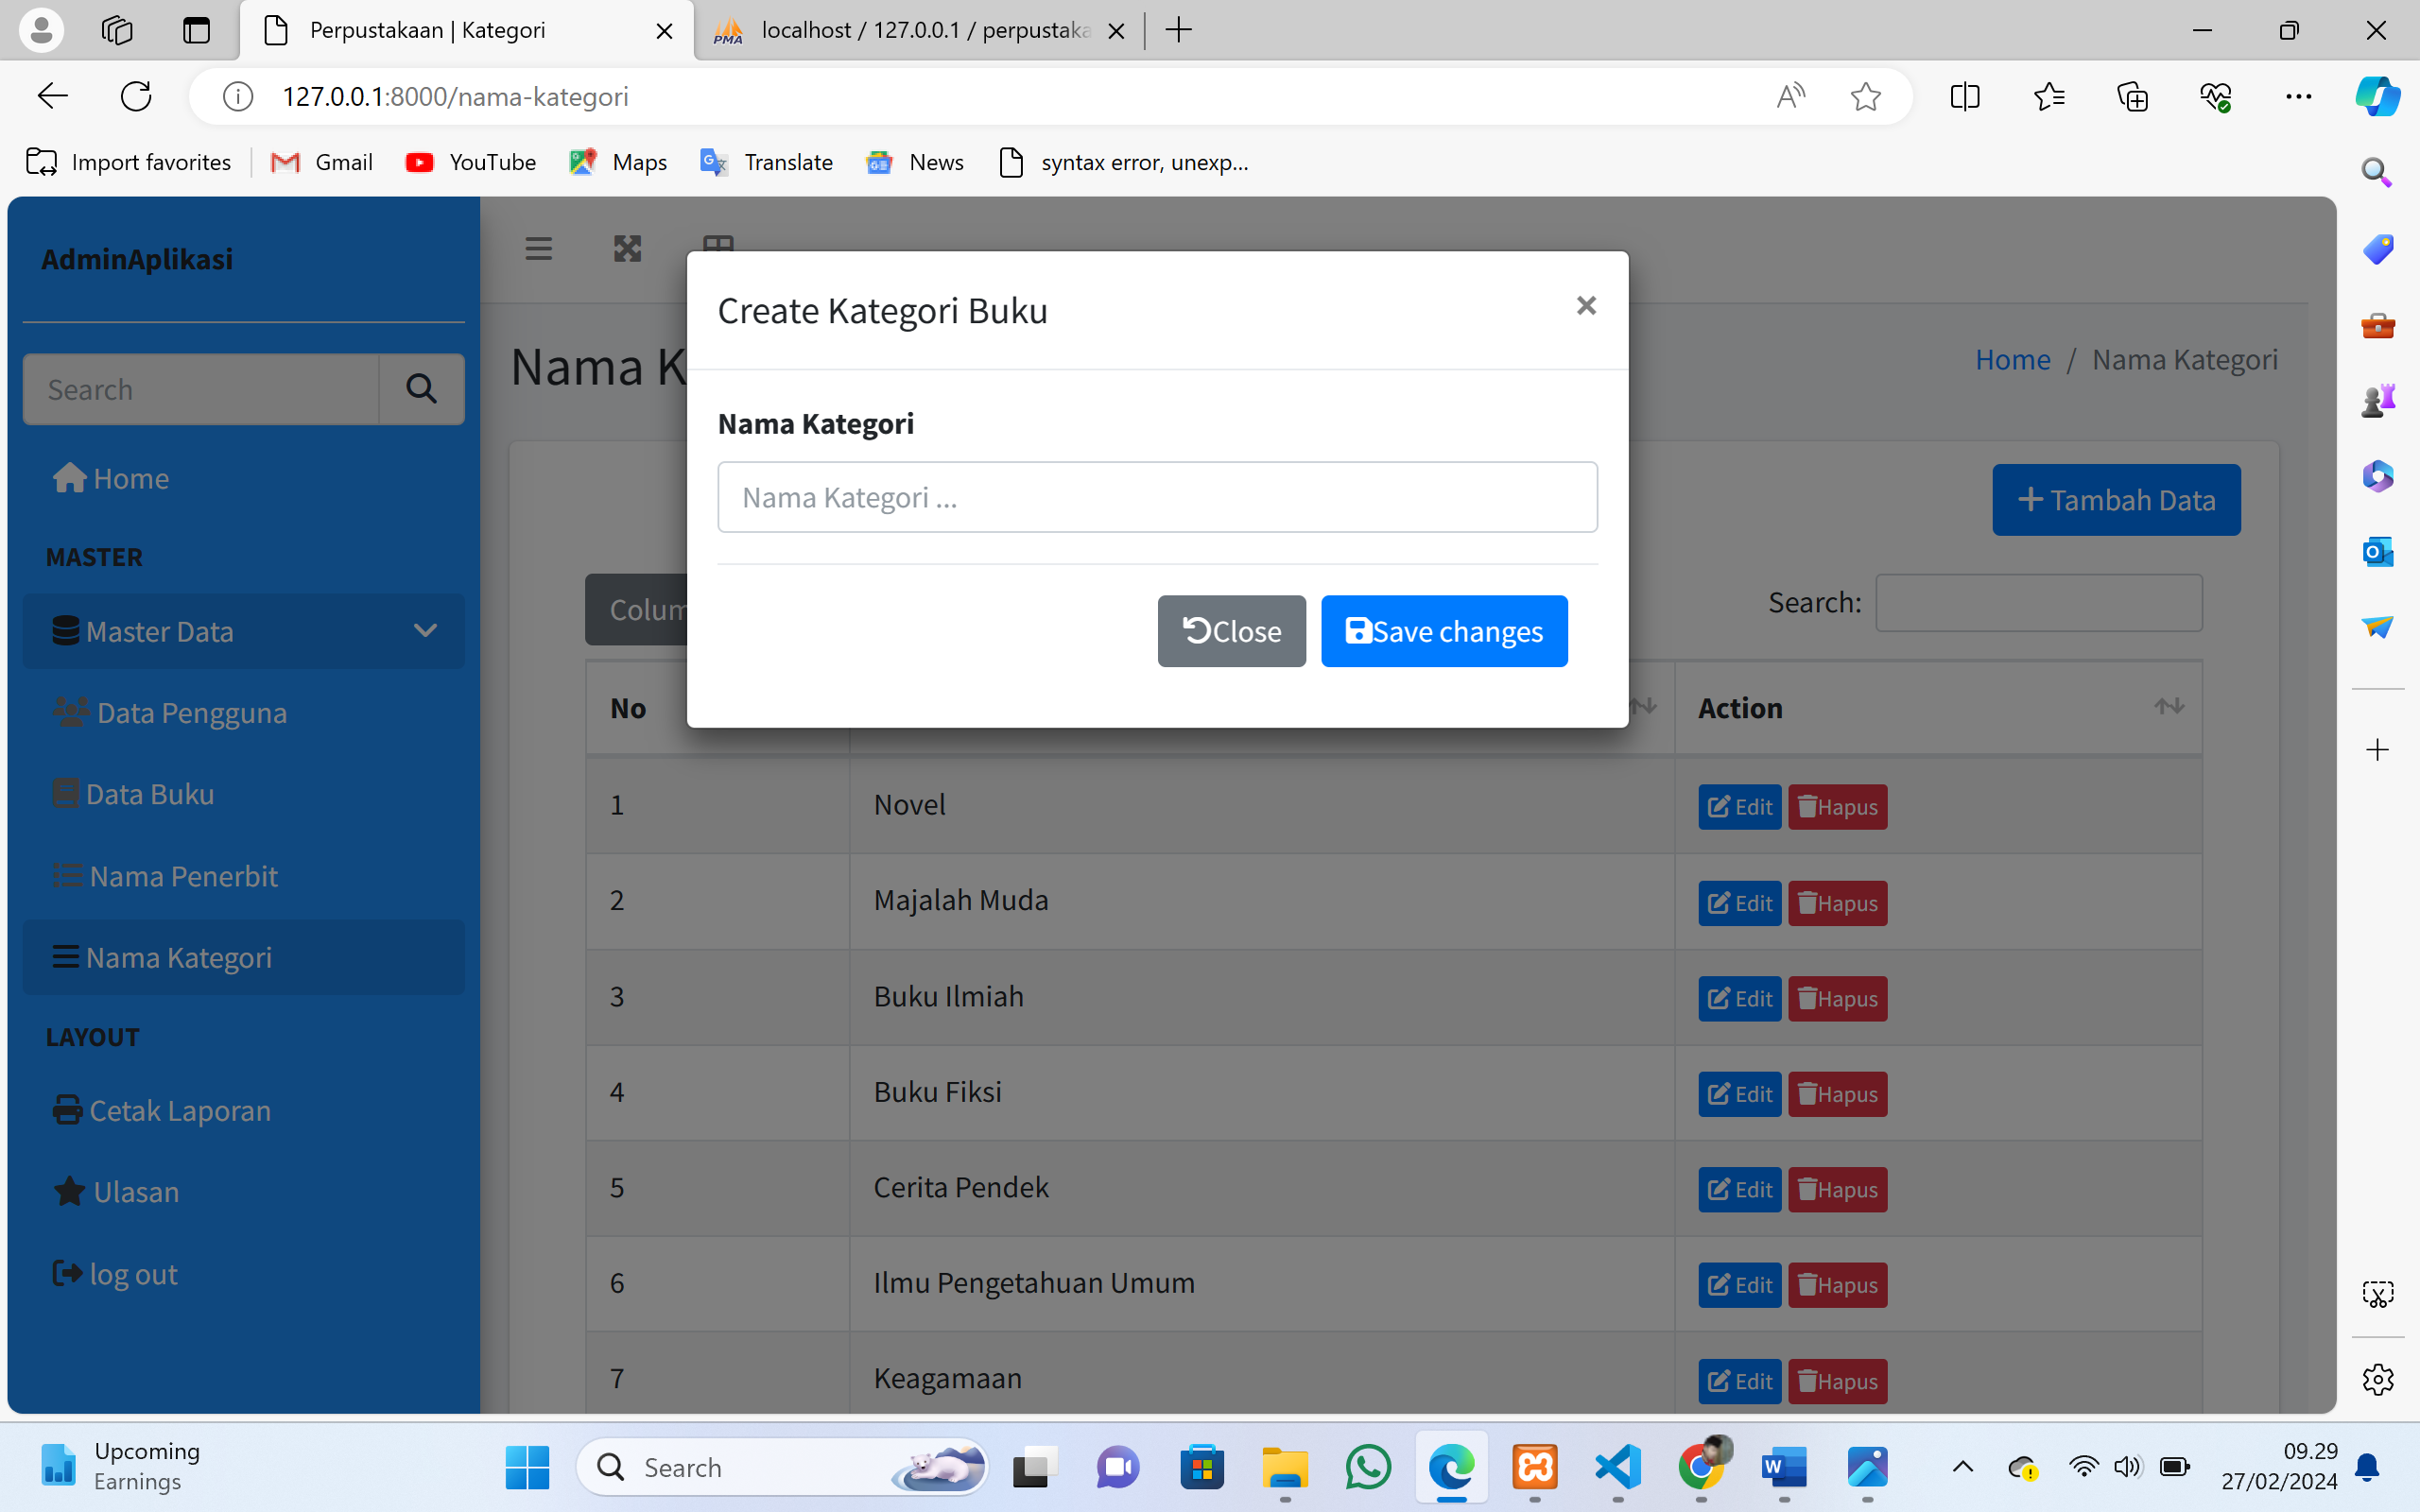 Perpustakaan | Kategori
localhost / 127.0.0.1 / perpustaka
127.0.0.1:8000/nama-kategori
Import favorites
Gmail
YouTube
Maps
Translate
News
syntax error, unexp...
AdminAplikasi
Search
Home
MASTER
Master Data
Data Pengguna
Data Buku
Nama Penerbit
Nama Kategori
LAYOUT
Cetak Laporan
Ulasan
log out
Nama K
Home / Nama Kategori
Create Kategori Buku
×
Nama Kategori
Nama Kategori ...
Close
Save changes
+ Tambah Data
Colum
Search:
No
Action
1 Novel Edit Hapus
2 Majalah Muda Edit Hapus
3 Buku Ilmiah Edit Hapus
4 Buku Fiksi Edit Hapus
5 Cerita Pendek Edit Hapus
6 Ilmu Pengetahuan Umum Edit Hapus
7 Keagamaan Edit Hapus
Upcoming
Earnings
Search
09.29
27/02/2024